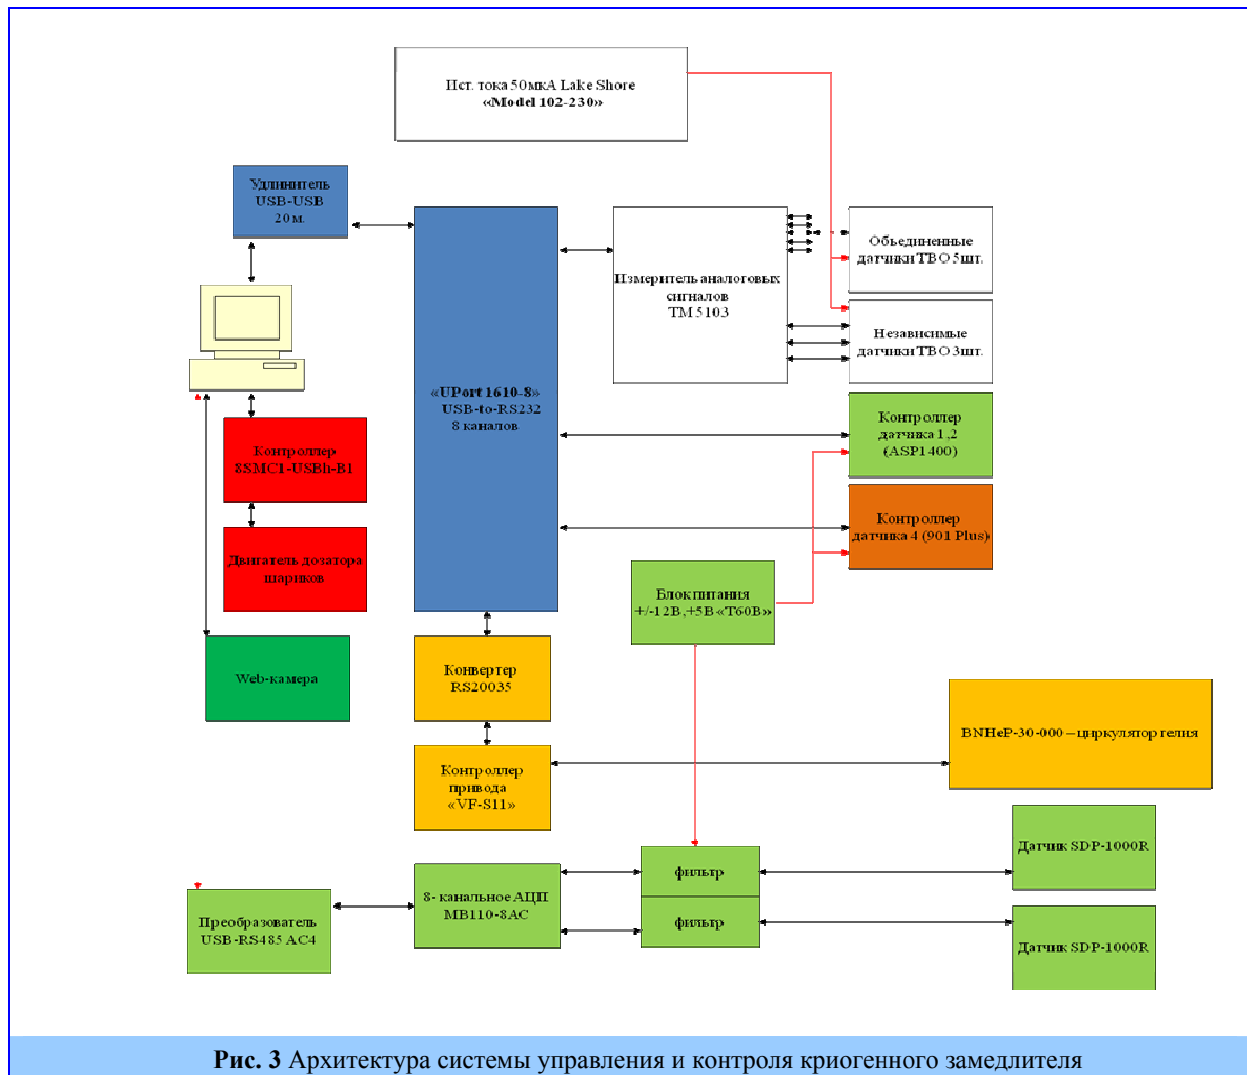 Ист. тока 50мкА Lake Shore
«Model 102-230»
Удлинитель
USB-USB
20 м.
«UPort 1610-8»
USB-to-RS232
8 каналов
Измеритель аналоговых
сигналов
ТМ 5103
Объединенные
датчики ТВО 5шт.
Независимые
датчики ТВО 3шт.
Контроллер
датчика 1,2
(ASP1400)
Контроллер
датчика 4 (901 Plus)
Контроллер
8SMC1-USBh-B1
Двигатель дозатора
шариков
Web-камера
Блок питания
+/-12В,+5В «Т60В»
Конвертер
RS20035
Контроллер
привода
«VF-S11»
BNHeP-30-000 – циркулятор гелия
Преобразователь
USB-RS485 AC4
8- канальное АЦП
МВ110-8АС
фильтр
фильтр
Датчик SDP-1000R
Датчик SDP-1000R
Рис. 3 Архитектура системы управления и контроля криогенного замедлителя